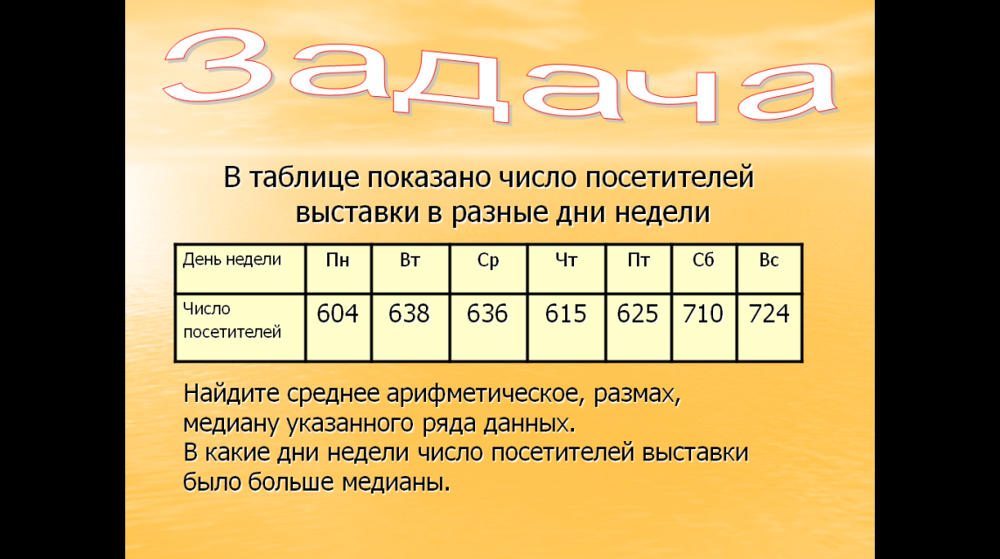 Задача
В таблице показано число посетителей
выставки в разные дни недели
День недели Пн Вт Ср Чт Пт Сб Вс
Число
посетителей 604 638 636 615 625 710 724
Найдите среднее арифметическое, размах,
медиану указанного ряда данных.
В какие дни недели число посетителей выставки
было больше медианы.